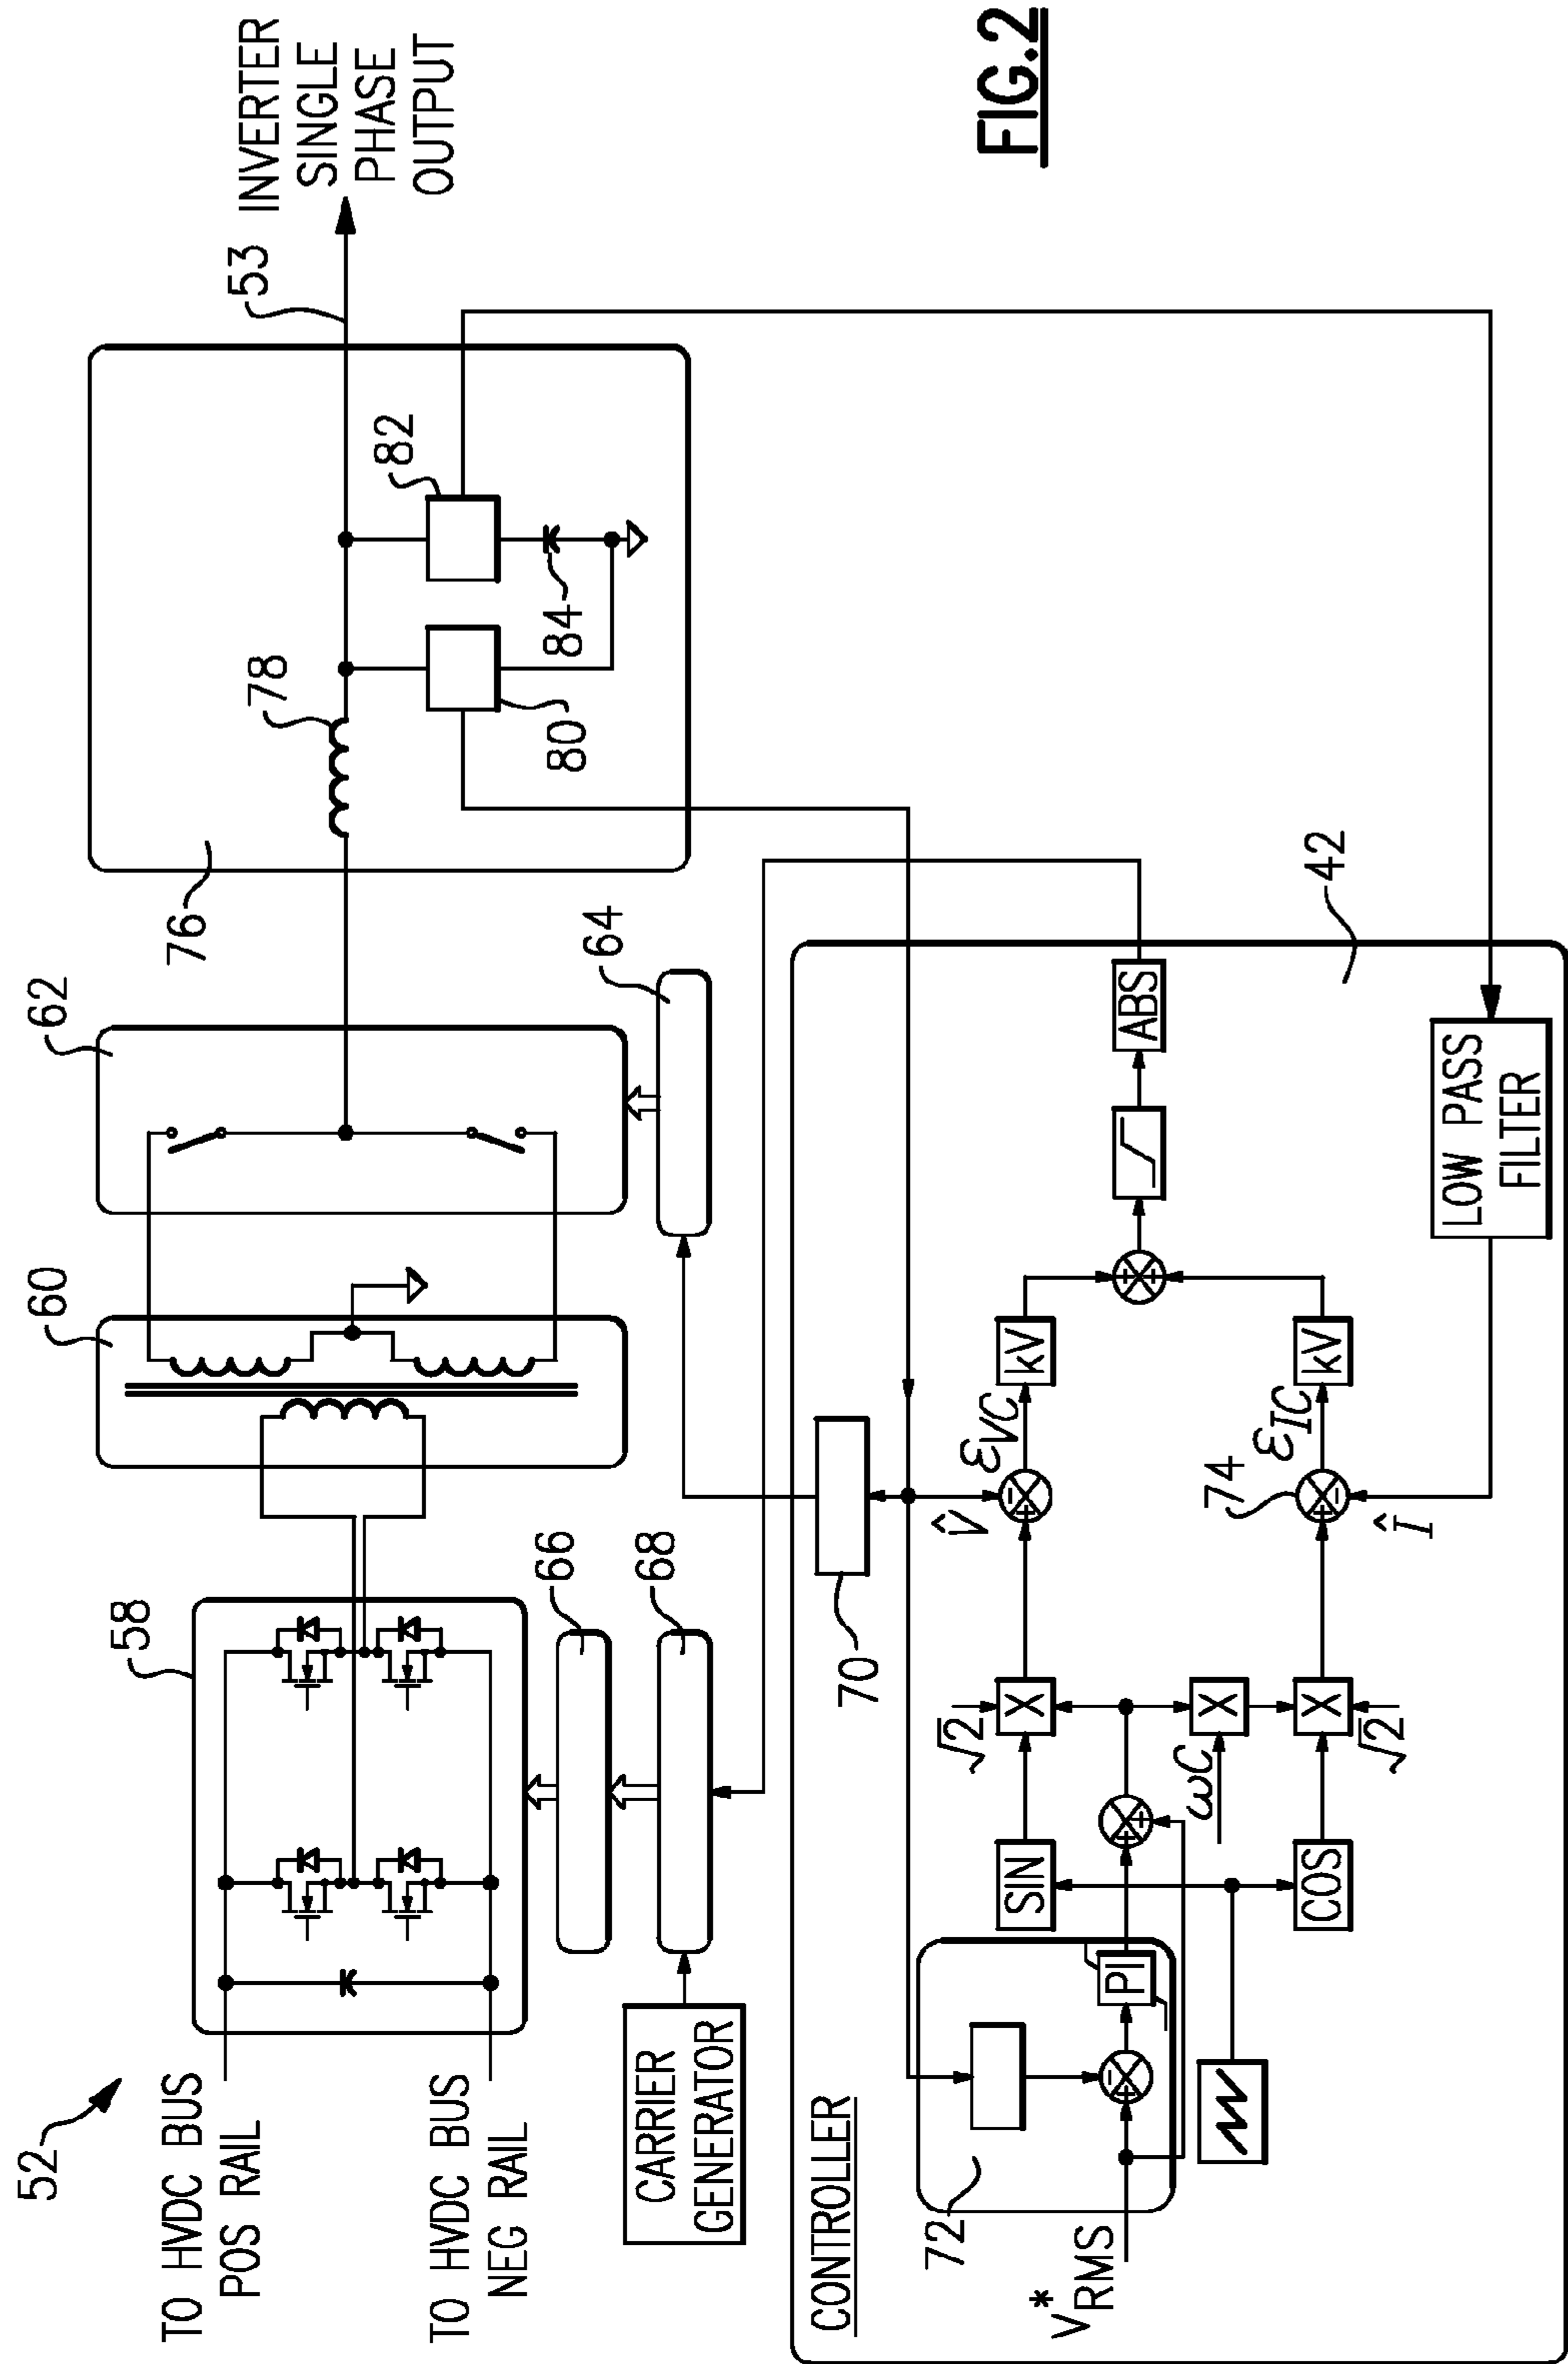 52
TO HVDC BUS
POS RAIL
TO HVDC BUS
NEG RAIL
58
60
62
76
78
53
INVERTER
SINGLE
PHASE
OUTPUT
82
84
80
64
66
68
CARRIER
GENERATOR
70
CONTROLLER
42
72
V*RMS
PI
SIN
COS
√2
X
ωC
X
X
√2
V̂
εVC
kV
74
Î
εIC
kV
ABS
LOW PASS
FILTER
- + + + - + + - + +
FIG.2